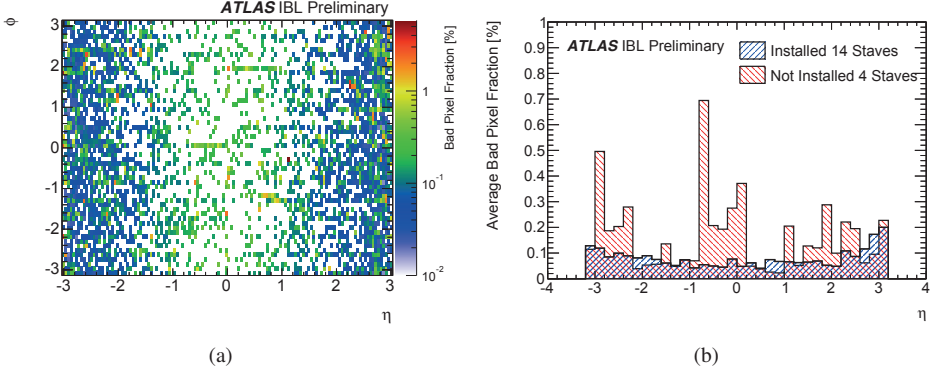 ATLAS IBL Preliminary
ϕ
3
2
1
0
-1
-2
-3
-3 -2 -1 0 1 2 3
η
1
10-1
10-2
Bad Pixel Fraction [%]
(a)
ATLAS IBL Preliminary
Installed 14 Staves
Not Installed 4 Staves
Average Bad Pixel Fraction [%]
1
0.9
0.8
0.7
0.6
0.5
0.4
0.3
0.2
0.1
0
-4 -3 -2 -1 0 1 2 3 4
η
(b)